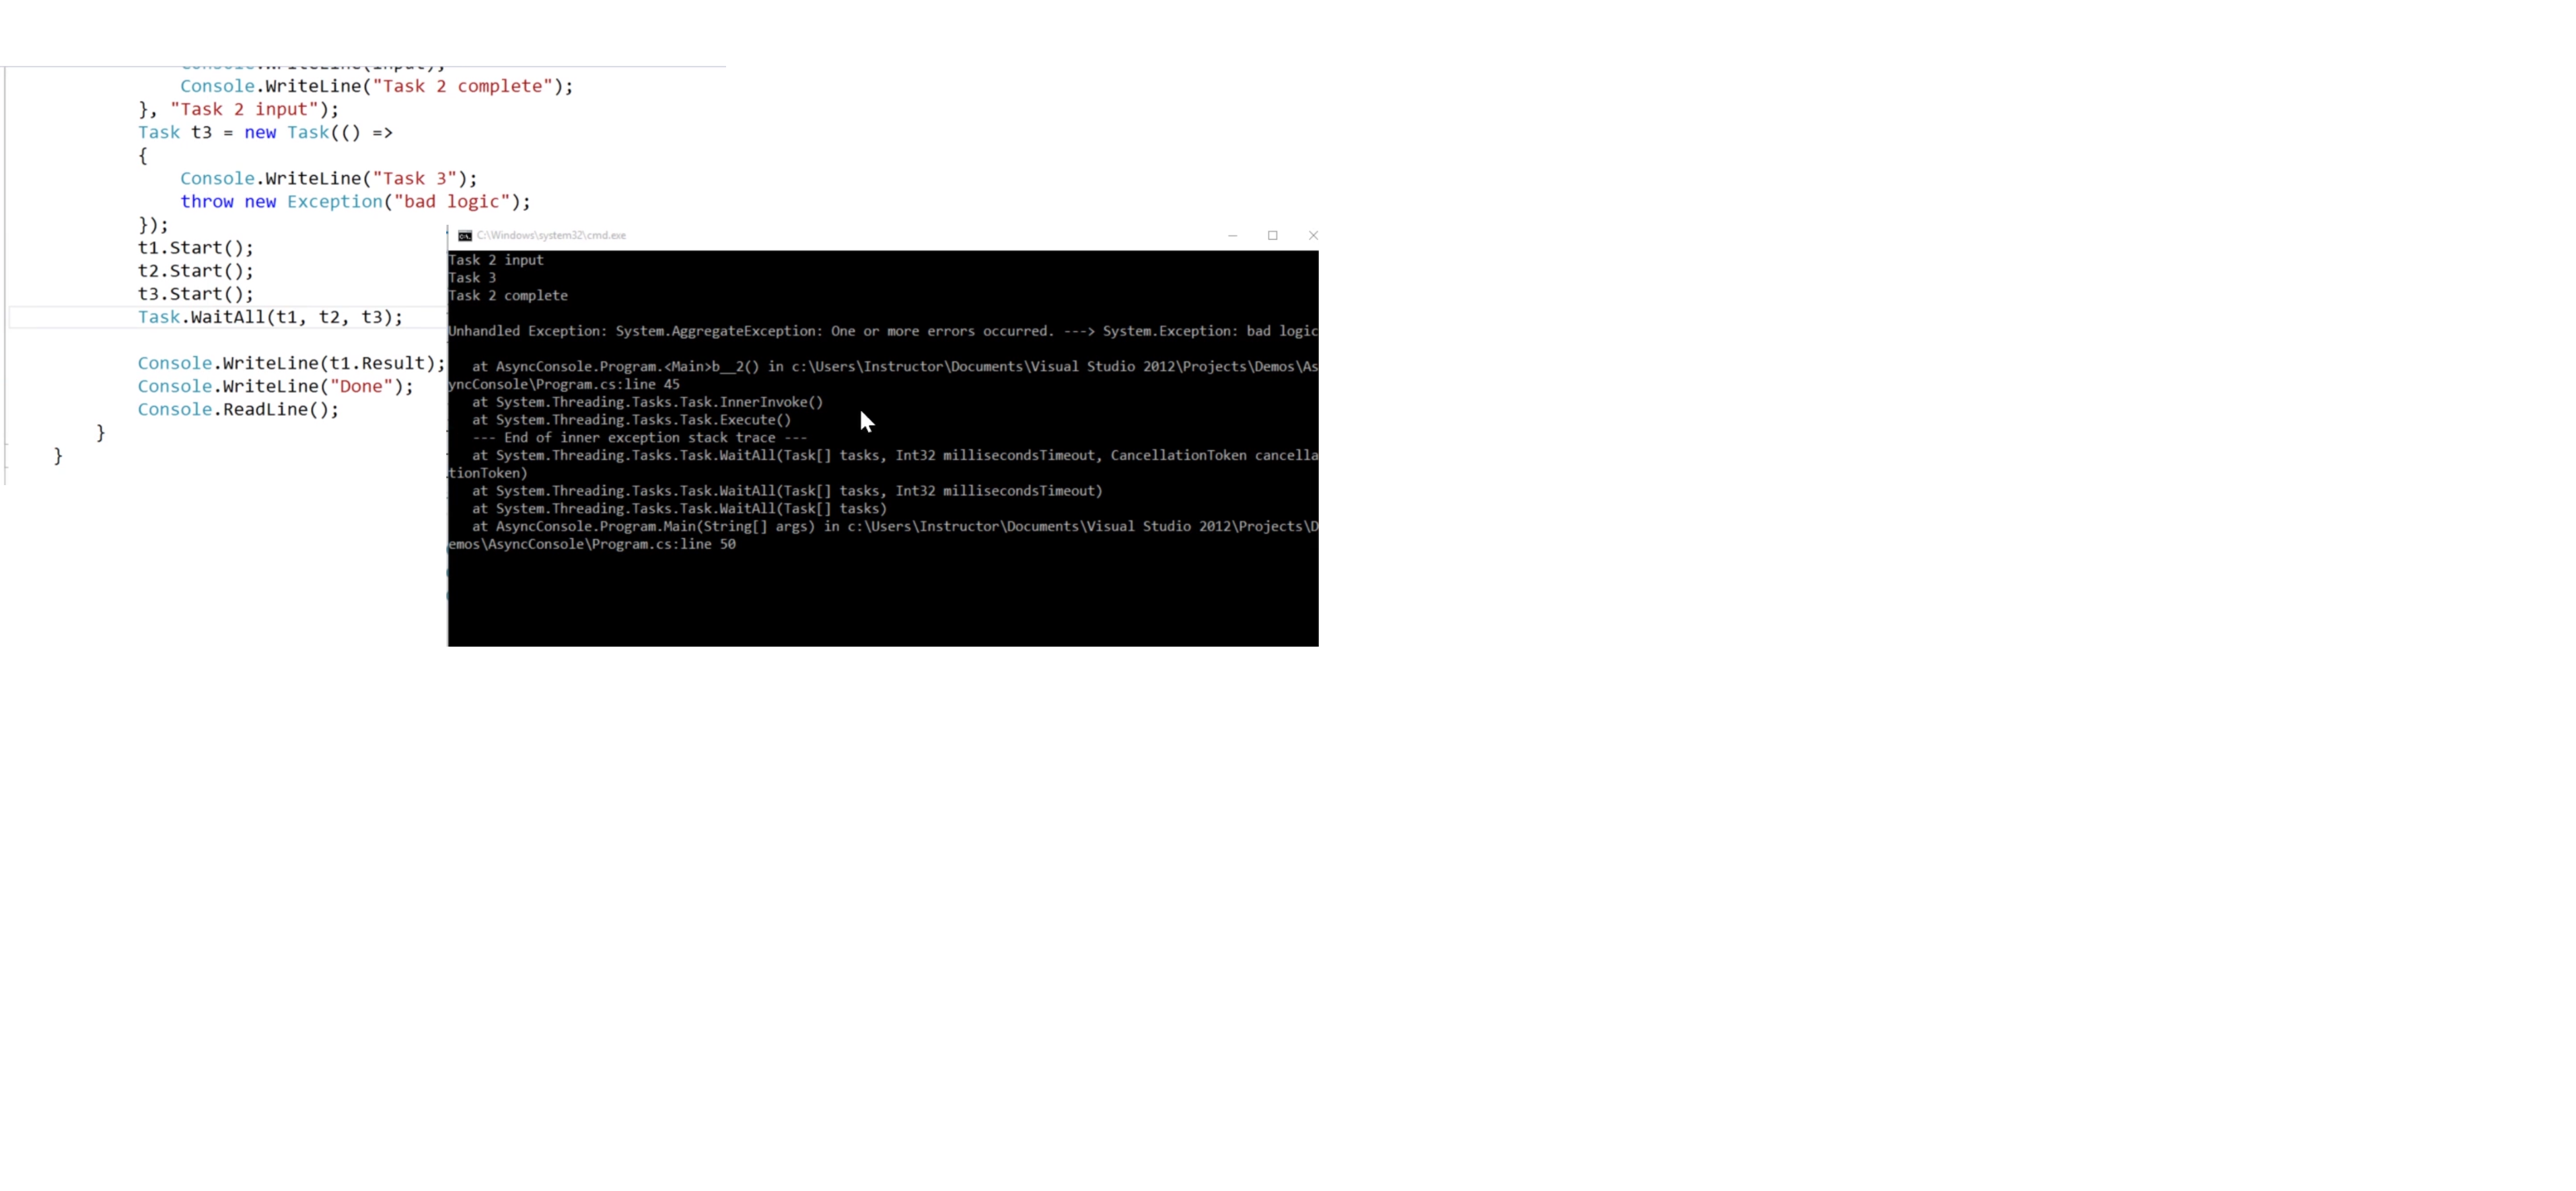 Console.WriteLine(input);
Console.WriteLine("Task 2 complete");
}, "Task 2 input");
Task t3 = new Task(() =>
{
Console.WriteLine("Task 3");
throw new Exception("bad logic");
});
t1.Start();
t2.Start();
t3.Start();
Task.WaitAll(t1, t2, t3);
Console.WriteLine(t1.Result);
Console.WriteLine("Done");
Console.ReadLine();
}
}
C:\Windows\system32\cmd.exe
Task 2 input
Task 3
Task 2 complete
Unhandled Exception: System.AggregateException: One or more errors occurred. ---> System.Exception: bad logic
at AsyncConsole.Program.<Main>b__2() in c:\Users\Instructor\Documents\Visual Studio 2012\Projects\Demos\As
yncConsole\Program.cs:line 45
at System.Threading.Tasks.Task.InnerInvoke()
at System.Threading.Tasks.Task.Execute()
--- End of inner exception stack trace ---
at System.Threading.Tasks.Task.WaitAll(Task[] tasks, Int32 millisecondsTimeout, CancellationToken cancella
tionToken)
at System.Threading.Tasks.Task.WaitAll(Task[] tasks, Int32 millisecondsTimeout)
at System.Threading.Tasks.Task.WaitAll(Task[] tasks)
at AsyncConsole.Program.Main(String[] args) in c:\Users\Instructor\Documents\Visual Studio 2012\Projects\D
emos\AsyncConsole\Program.cs:line 50